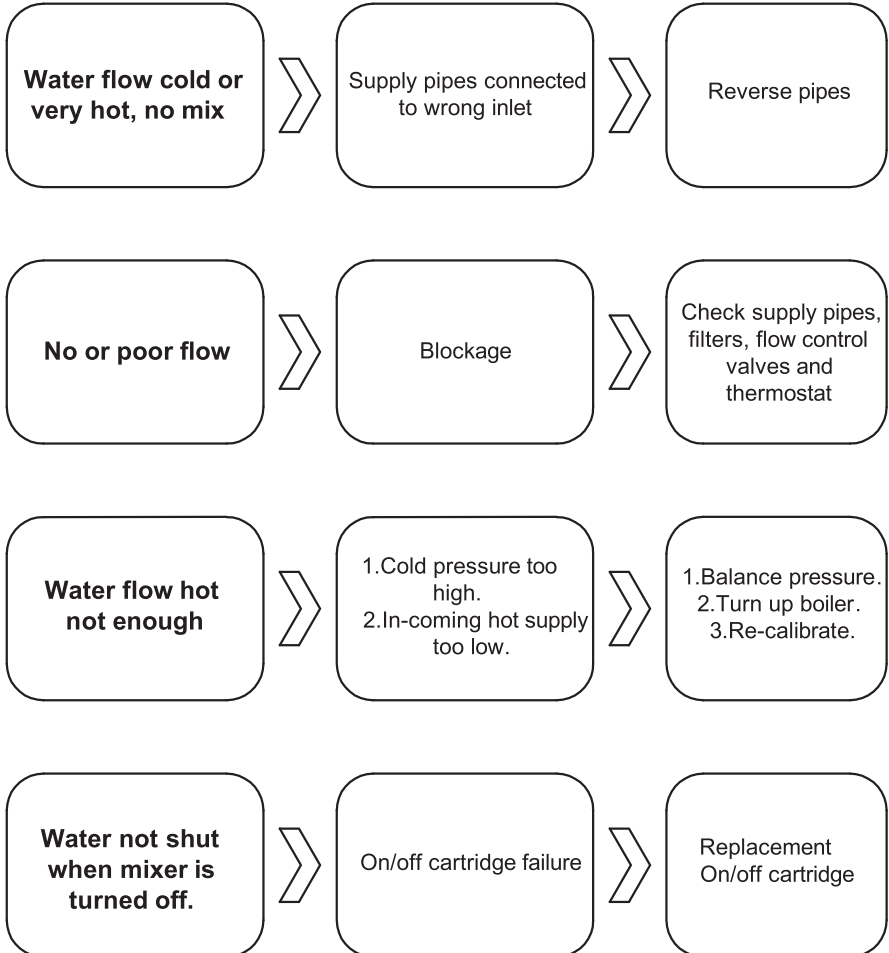 Water flow cold or
very hot, no mix
Supply pipes connected
to wrong inlet
Reverse pipes
No or poor flow
Blockage
Check supply pipes,
filters, flow control
valves and
thermostat
Water flow hot
not enough
1.Cold pressure too
high.
2.In-coming hot supply
too low.
1.Balance pressure.
2.Turn up boiler.
3.Re-calibrate.
Water not shut
when mixer is
turned off.
On/off cartridge failure
Replacement
On/off cartridge